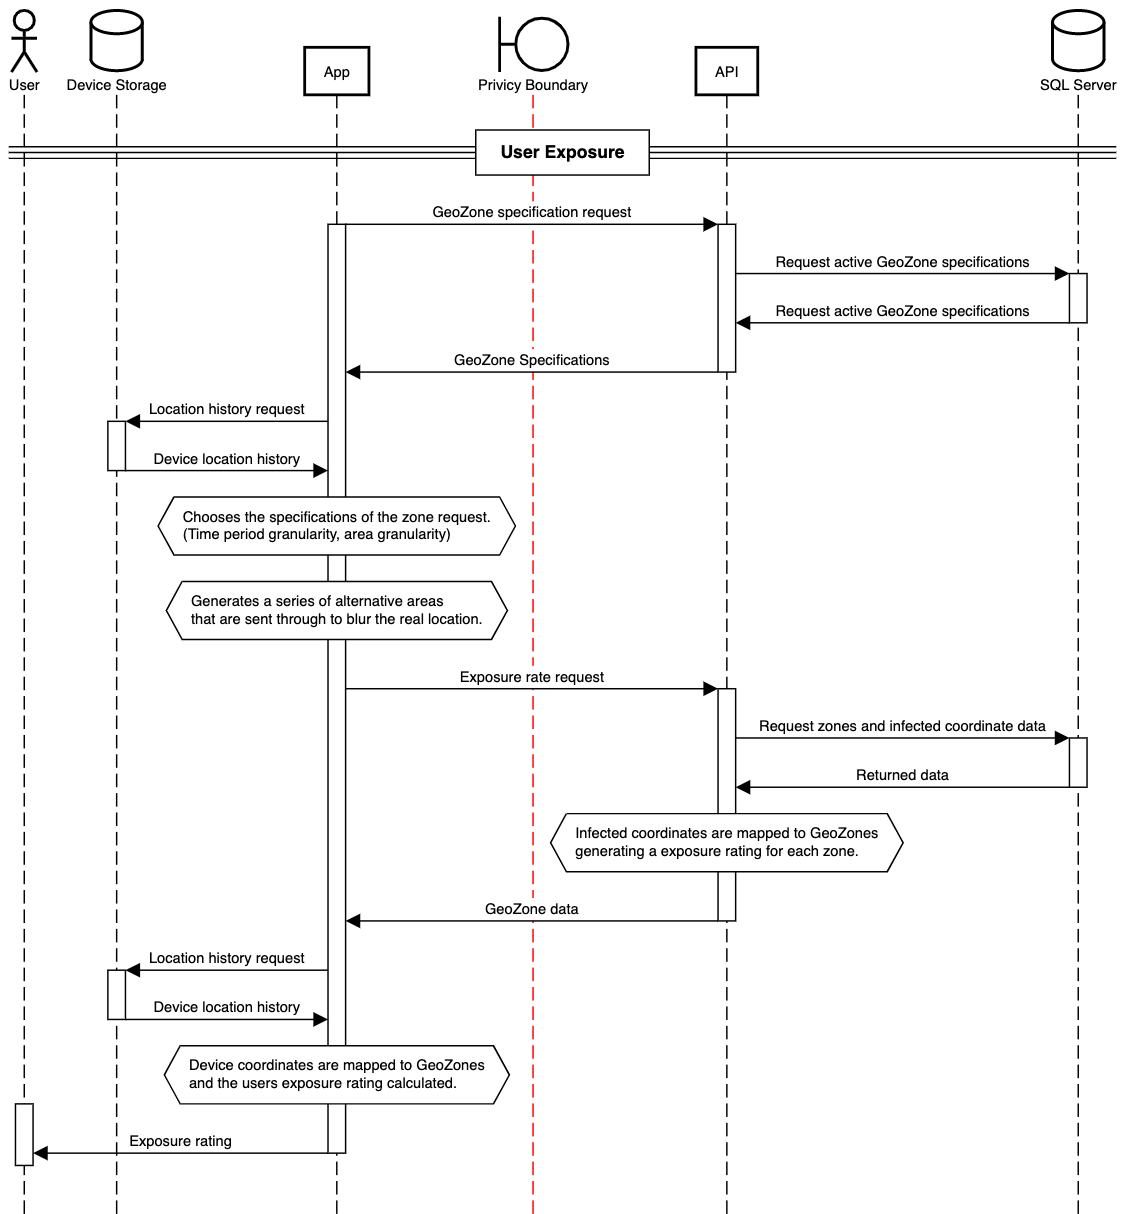 User
Device Storage
App
Privicy Boundary
API
SQL Server
User Exposure
GeoZone specification request
Request active GeoZone specifications
Request active GeoZone specifications
GeoZone Specifications
Location history request
Device location history
Chooses the specifications of the zone request.
(Time period granularity, area granularity)
Generates a series of alternative areas
that are sent through to blur the real location.
Exposure rate request
Request zones and infected coordinate data
Returned data
Infected coordinates are mapped to GeoZones
generating a exposure rating for each zone.
GeoZone data
Location history request
Device location history
Device coordinates are mapped to GeoZones
and the users exposure rating calculated.
Exposure rating